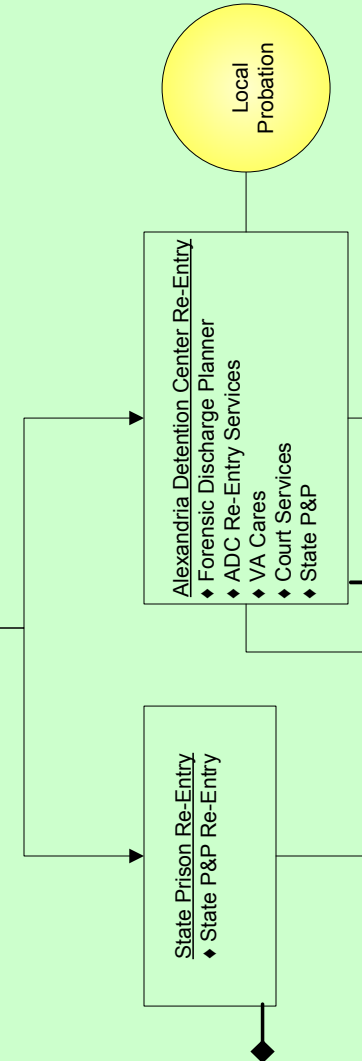 State Prison Re-Entry
♦ State P&P Re-Entry
Alexandria Detention Center Re-Entry
♦ Forensic Discharge Planner
♦ ADC Re-Entry Services
♦ VA Cares
♦ Court Services
♦ State P&P
Local
Probation